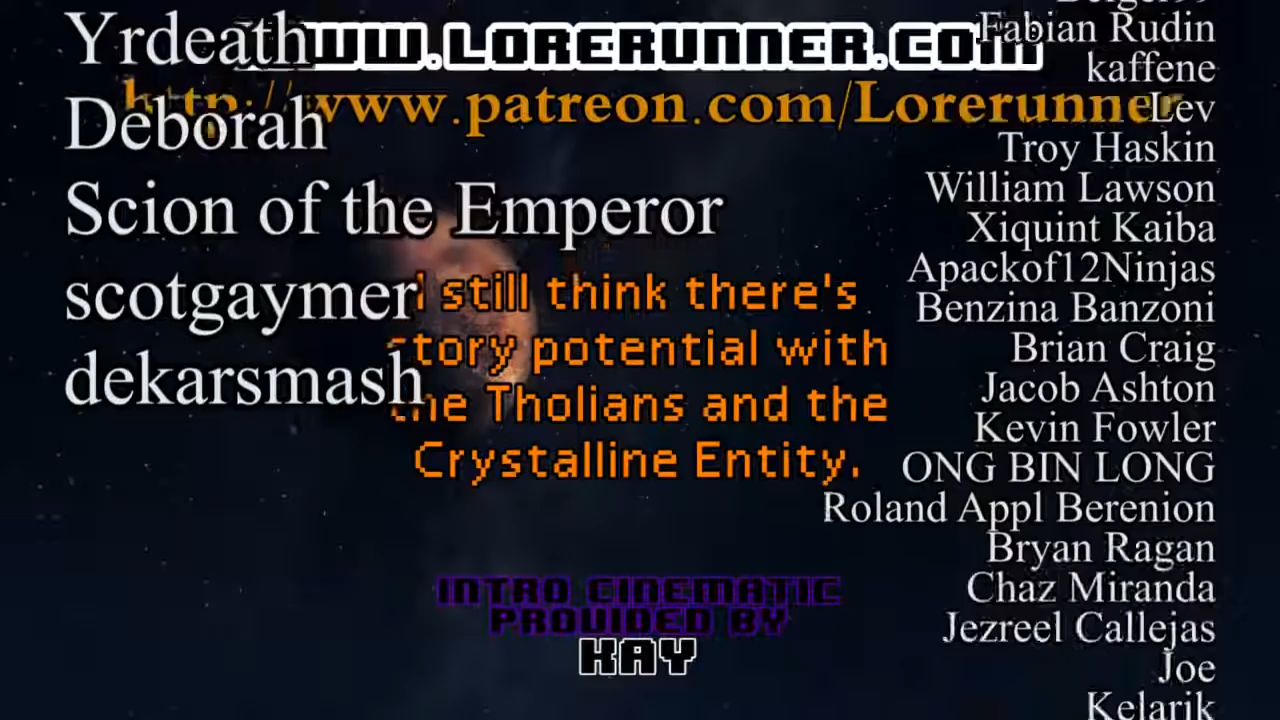 Yrdeath
Deborah
Scion of the Emperor
scotgaymer
dekarsmash
WWW.LORERUNNER.COM
http://www.patreon.com/Lorerunner
I still think there's
story potential with
the Tholians and the
Crystalline Entity.
INTRO CINEMATIC
PROVIDED BY
KAY
Fabian Rudin
kaffene
Lev
Troy Haskin
William Lawson
Xiquint Kaiba
Apackof12Ninjas
Benzina Banzoni
Brian Craig
Jacob Ashton
Kevin Fowler
ONG BIN LONG
Roland Appl Berenion
Bryan Ragan
Chaz Miranda
Jezreel Callejas
Joe
Kelarik